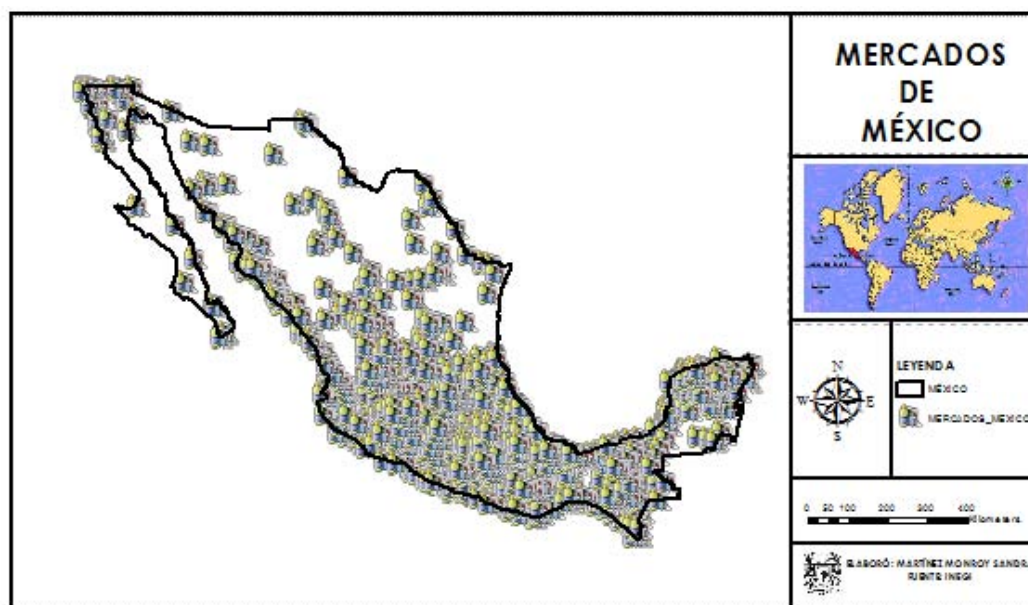 MERCADOS
DE
MÉXICO
N
W
E
S
LEYENDA
MÉXICO
MERCADOS_MEXICO
0 50 100 200 300 400
Kilometers
ELABORÓ: MARTÍNEZ MONROY SANDRA
FUENTE: INEGI